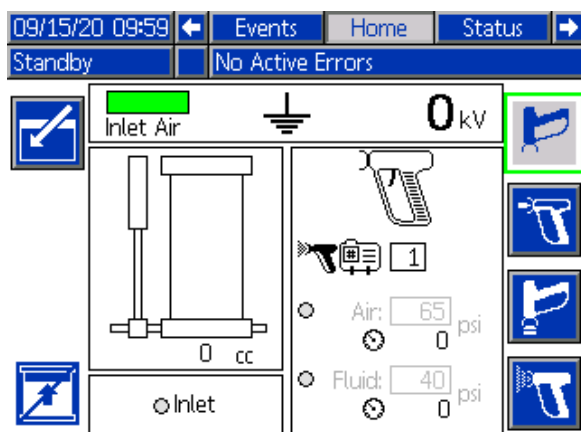 09/15/20 09:59 Events Home Status
Standby No Active Errors
Inlet Air 0 kV
# 1
Air: 65 psi
0
0 cc
Fluid: 40 psi
0
Inlet